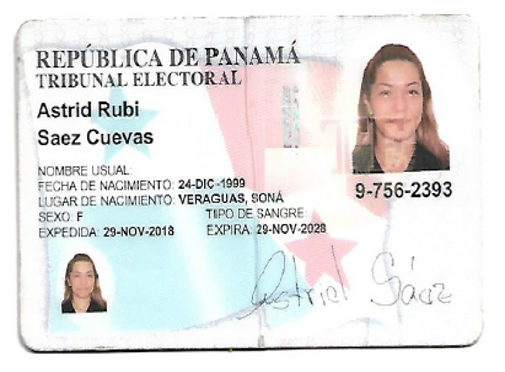 REPÚBLICA DE PANAMÁ
TRIBUNAL ELECTORAL
Astrid Rubi
Saez Cuevas
NOMBRE USUAL:
FECHA DE NACIMIENTO: 24-DIC-1999
LUGAR DE NACIMIENTO: VERAGUAS, SONÁ
SEXO: F TIPO DE SANGRE:
EXPEDIDA: 29-NOV-2018 EXPIRA: 29-NOV-2028
9-756-2393
Astrid Sáez